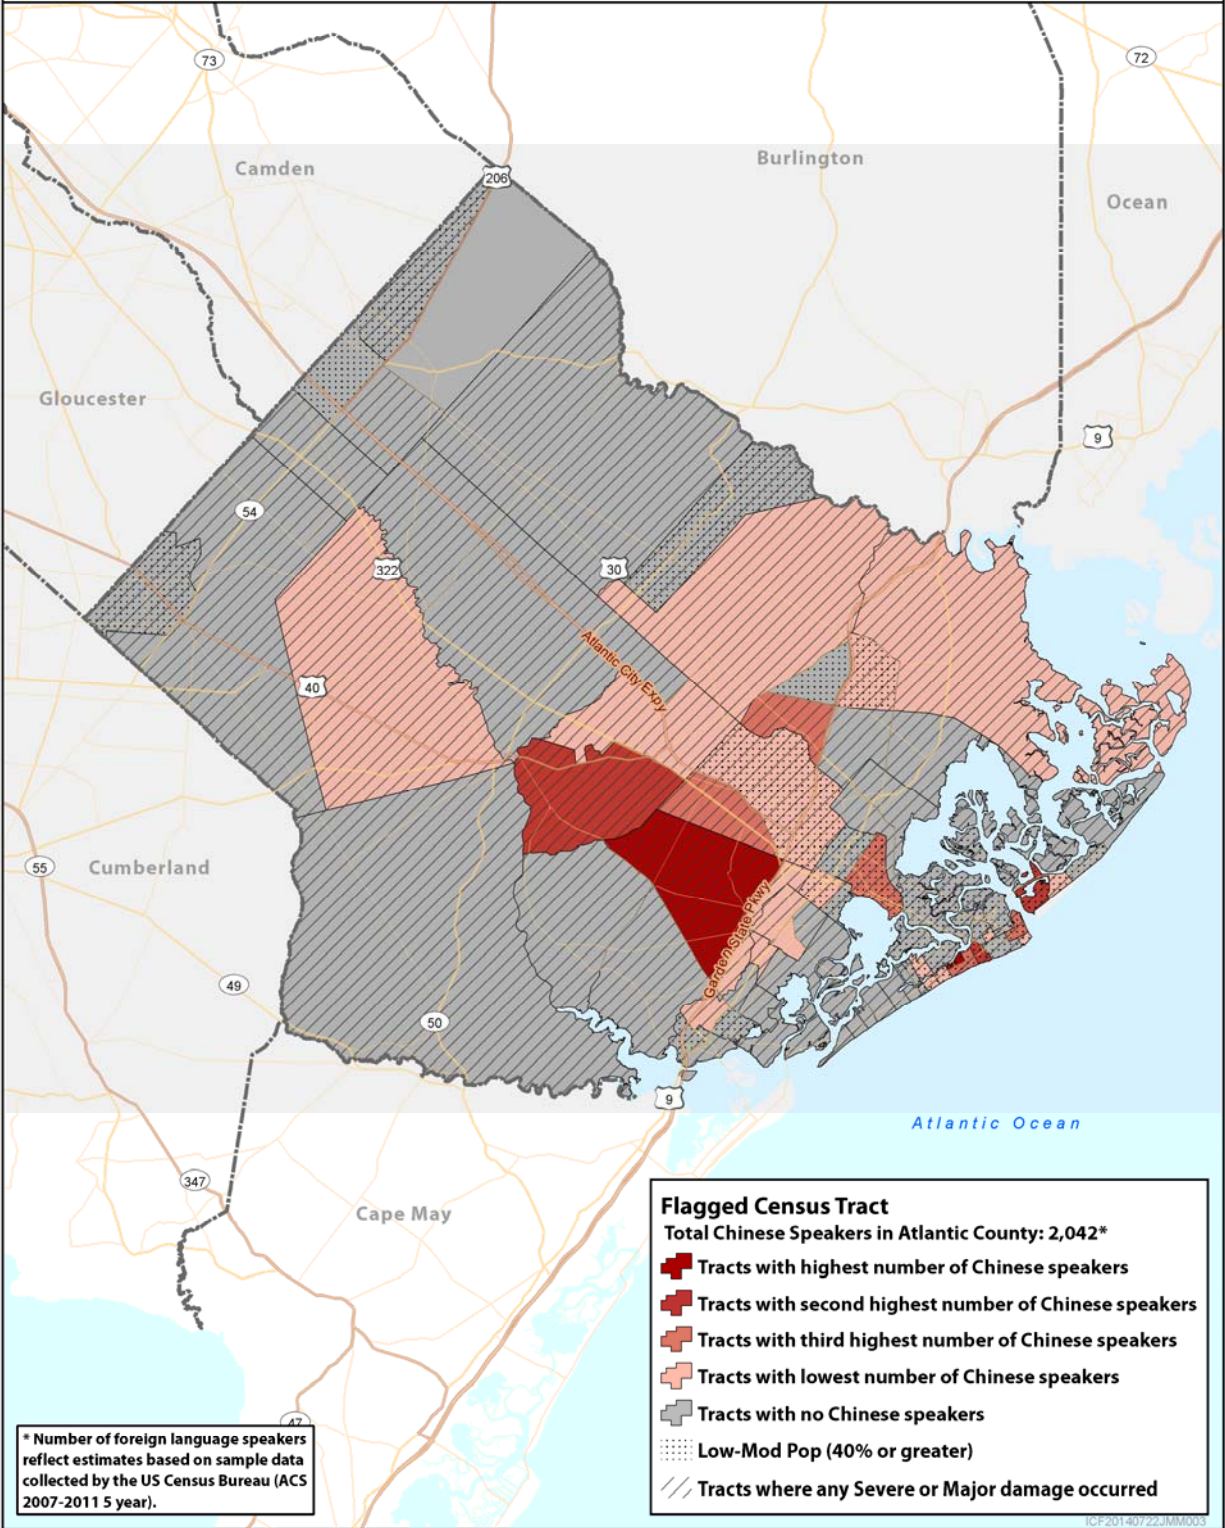 73
72
Camden
Burlington
206
Ocean
Gloucester
9
54
322
30
Atlantic City Expy
40
55
Cumberland
Garden State Pkwy
49
50
9
Atlantic Ocean
347
Cape May
47
Flagged Census Tract
Total Chinese Speakers in Atlantic County: 2,042*
Tracts with highest number of Chinese speakers
Tracts with second highest number of Chinese speakers
Tracts with third highest number of Chinese speakers
Tracts with lowest number of Chinese speakers
Tracts with no Chinese speakers
Low-Mod Pop (40% or greater)
Tracts where any Severe or Major damage occurred
* Number of foreign language speakers
reflect estimates based on sample data
collected by the US Census Bureau (ACS
2007-2011 5 year).
ICF20140722JMM003